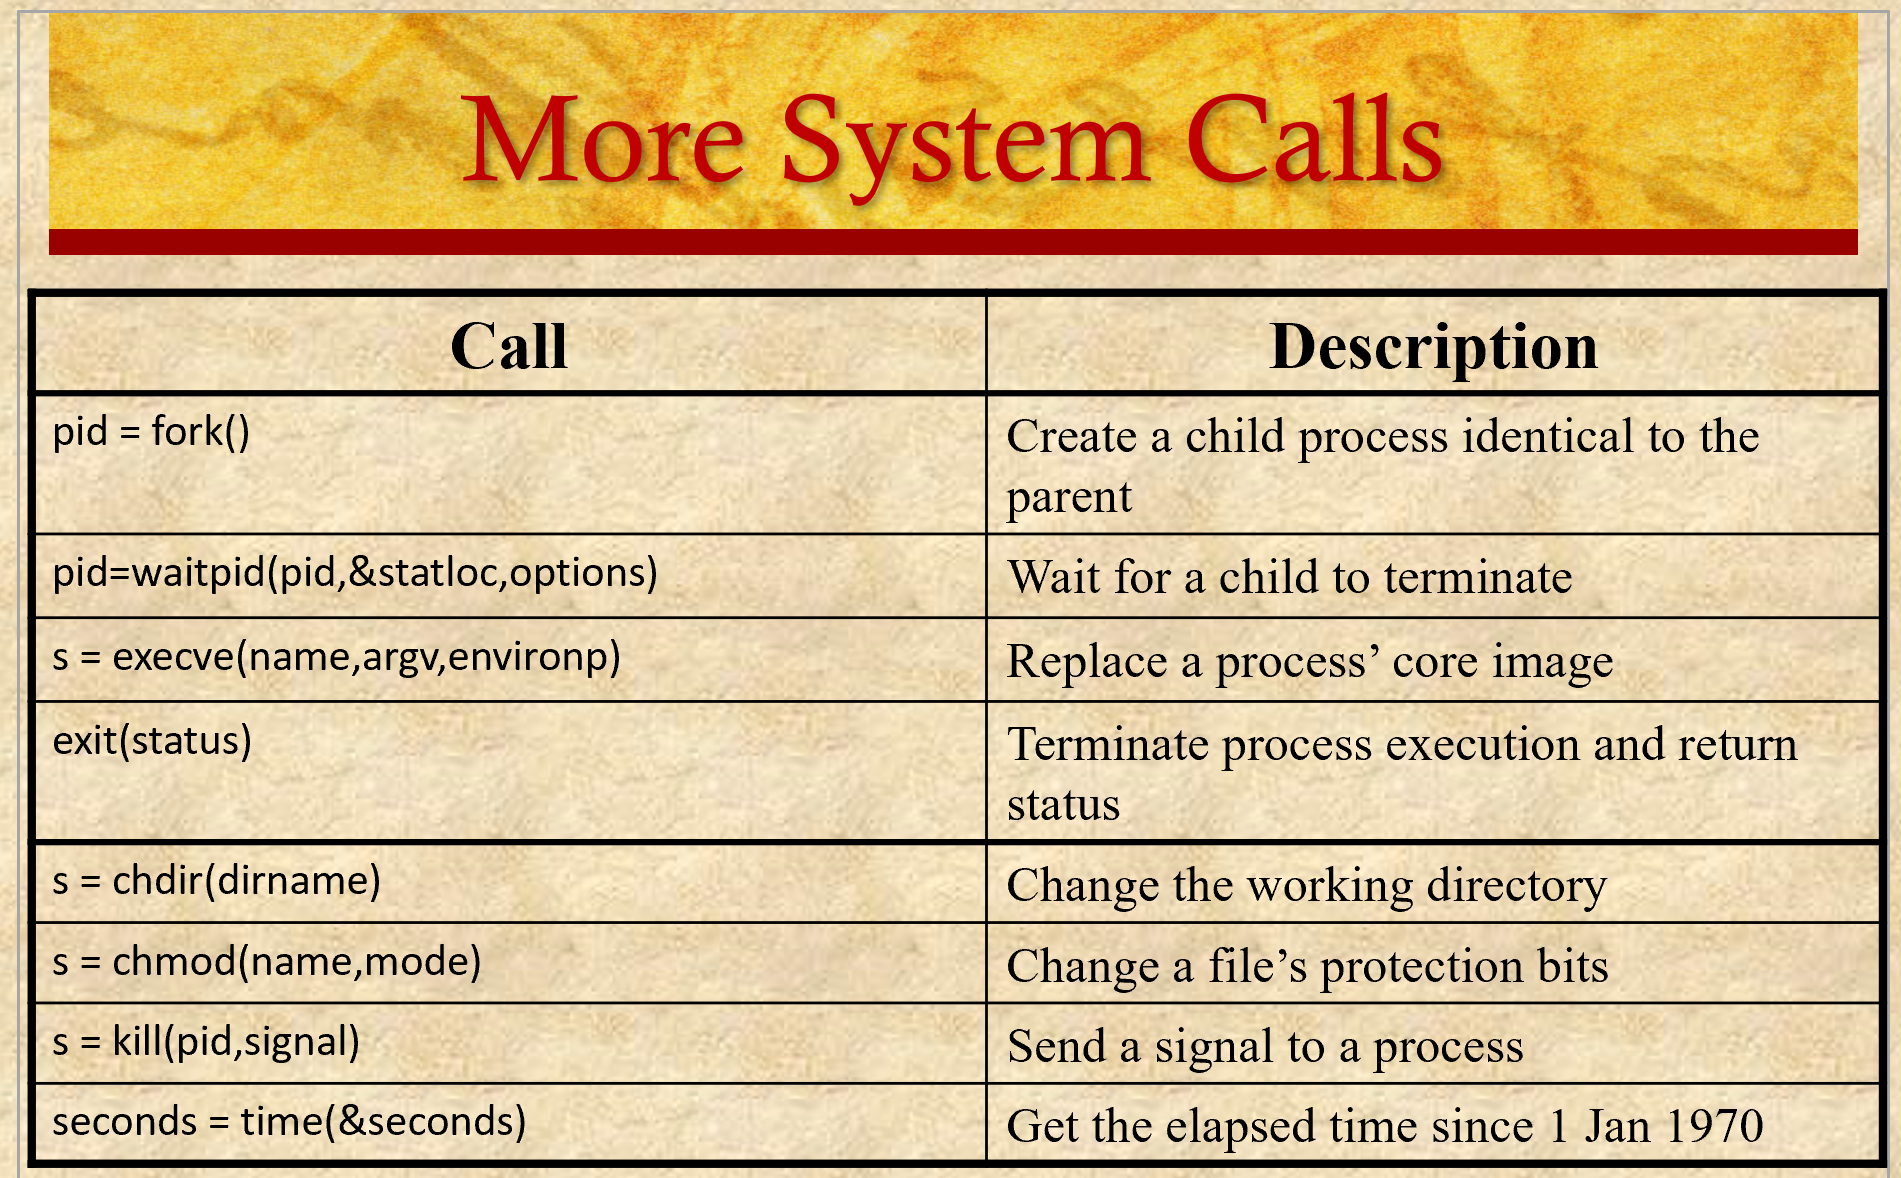 More System Calls
Call
Description
pid = fork()
Create a child process identical to the
parent
pid=waitpid(pid,&statloc,options)
Wait for a child to terminate
s = execve(name,argv,environp)
Replace a process’ core image
exit(status)
Terminate process execution and return
status
s = chdir(dirname)
Change the working directory
s = chmod(name,mode)
Change a file’s protection bits
s = kill(pid,signal)
Send a signal to a process
seconds = time(&seconds)
Get the elapsed time since 1 Jan 1970